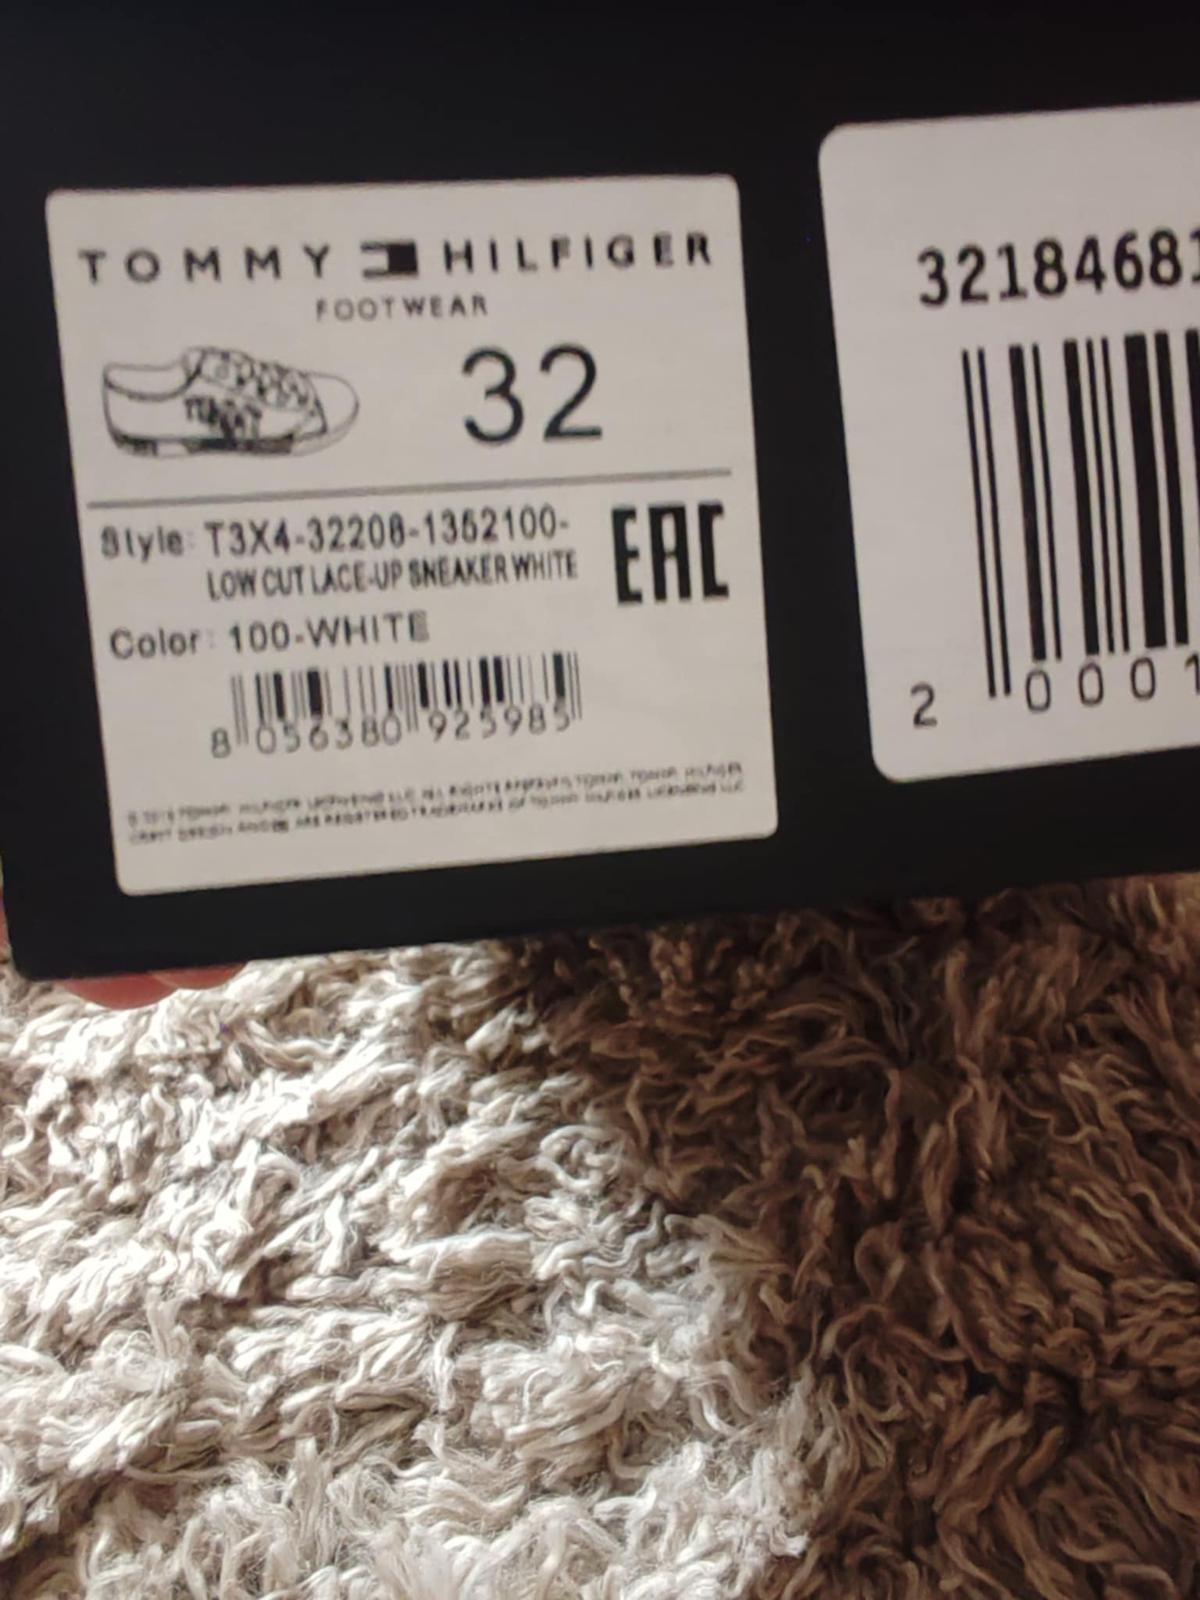 TOMMY HILFIGER
FOOTWEAR
32
Style: T3X4-32208-1362100-
LOW CUT LACE-UP SNEAKER WHITE
EAC
Color: 100-WHITE
8 056380 925985
32184681
2 0001